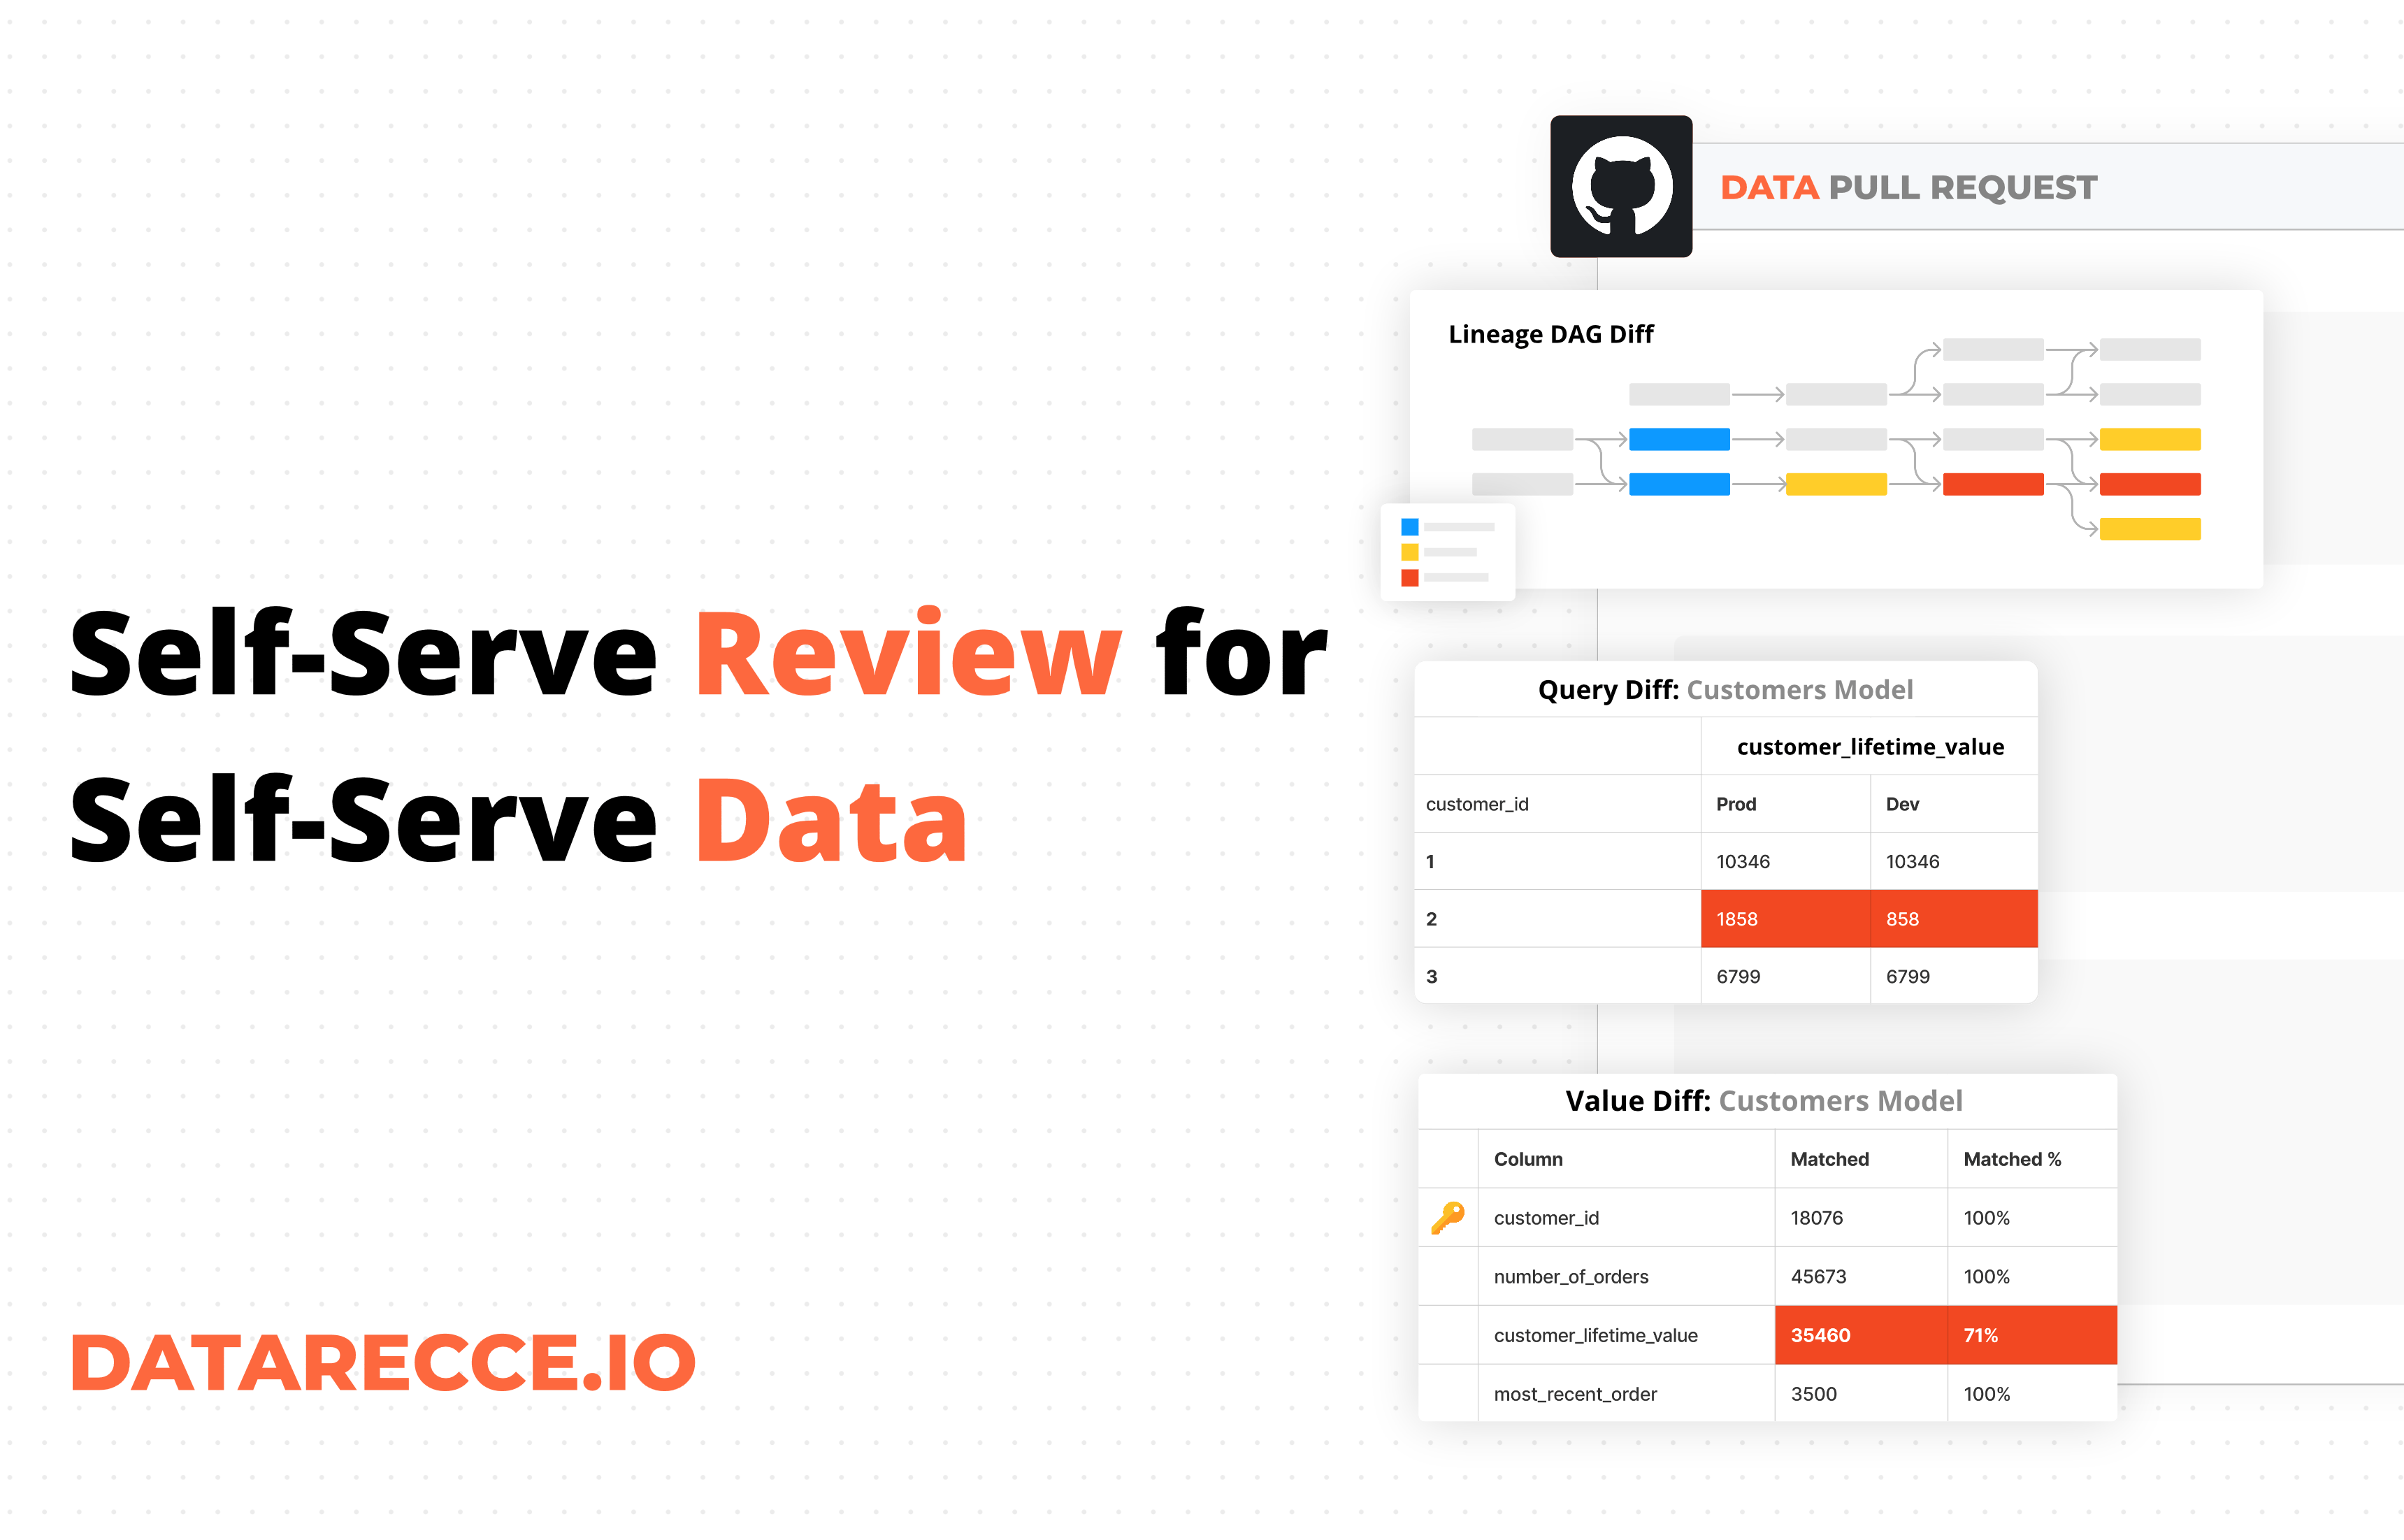 Self-Serve Review for
Self-Serve Data
DATARECCE.IO
DATA PULL REQUEST
Lineage DAG Diff
Query Diff: Customers Model
customer_lifetime_value
customer_id Prod Dev
1 10346 10346
2 1858 858
3 6799 6799
Value Diff: Customers Model
Column Matched Matched %
customer_id 18076 100%
number_of_orders 45673 100%
customer_lifetime_value 35460 71%
most_recent_order 3500 100%